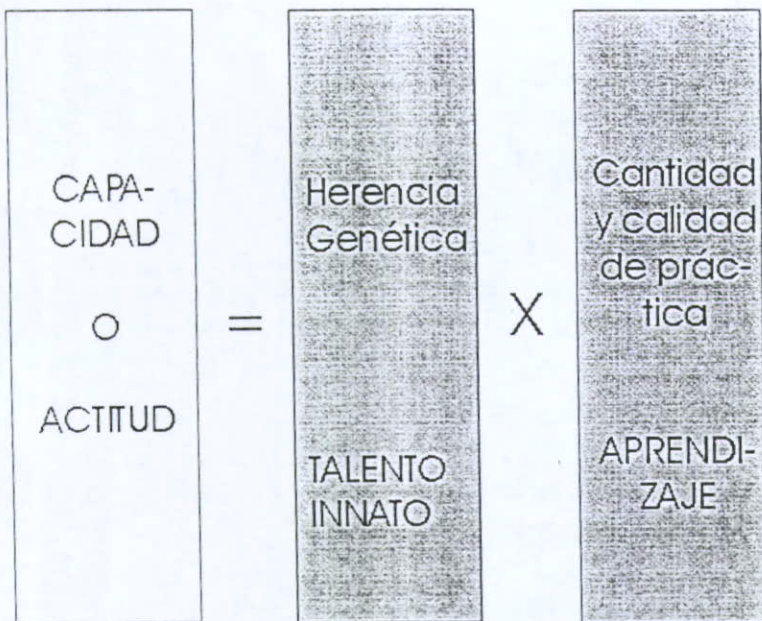 CAPA-
CIDAD
O
ACTITUD
=
Herencia
Genética
TALENTO
INNATO
X
Cantidad
y calidad
de prác-
tica
APRENDI-
ZAJE